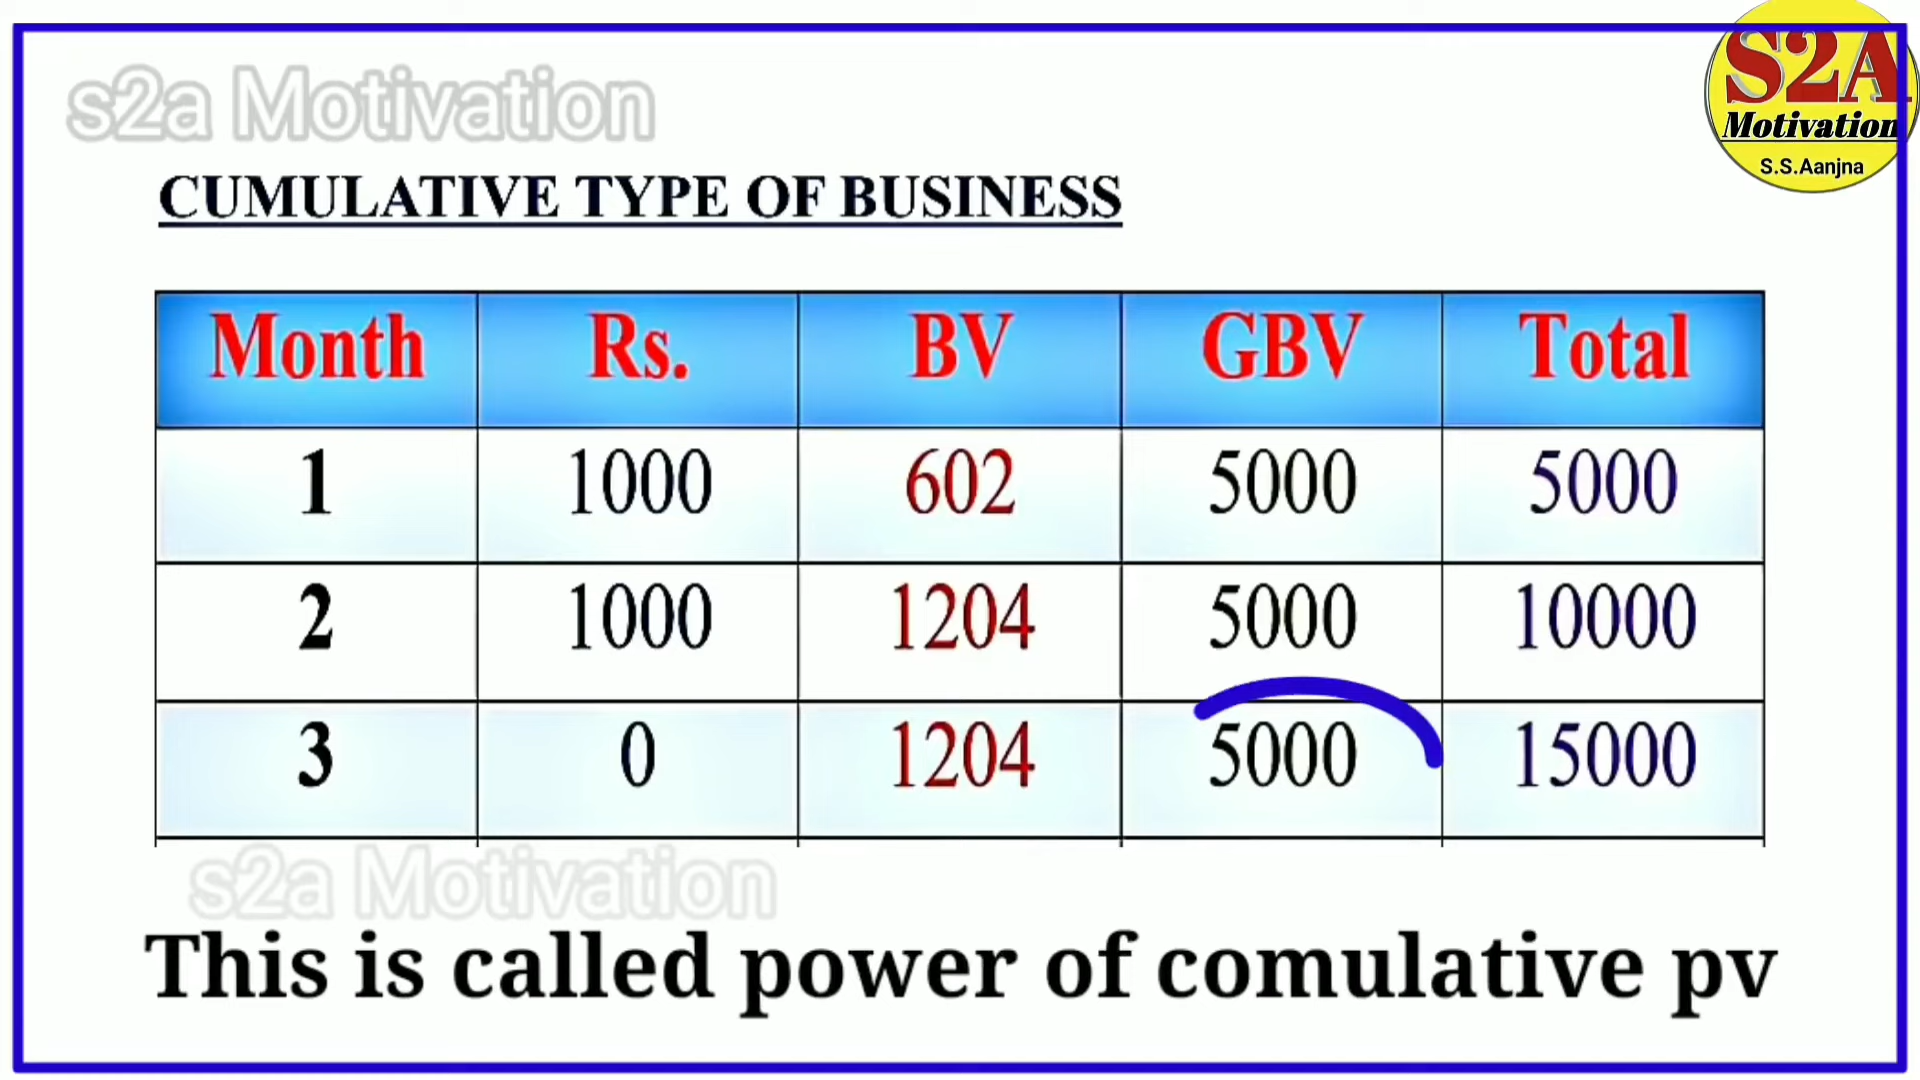 s2a Motivation
S2A
Motivation
S.S.Aanjna
CUMULATIVE TYPE OF BUSINESS
Month Rs. BV GBV Total
1 1000 602 5000 5000
2 1000 1204 5000 10000
3 0 1204 5000 15000
s2a Motivation
This is called power of comulative pv